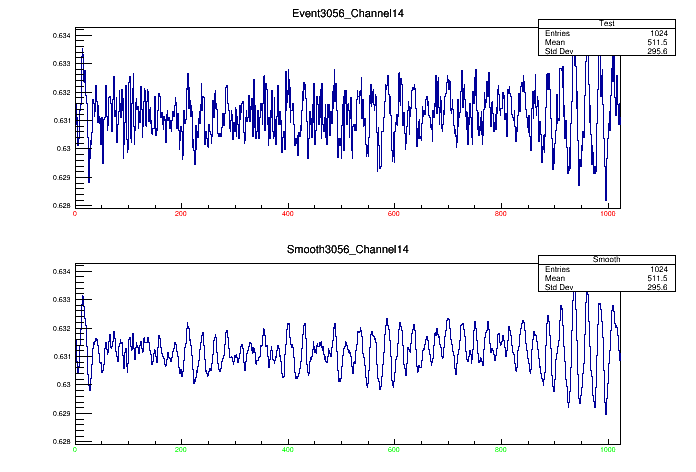 Event3056_Channel14
Test
Entries 1024
Mean 511.5
Std Dev 295.6
0.634
0.633
0.632
0.631
0.63
0.629
0.628
0 200 400 600 800 1000
Smooth3056_Channel14
Smooth
Entries 1024
Mean 511.5
Std Dev 295.6
0.634
0.633
0.632
0.631
0.63
0.629
0.628
0 200 400 600 800 1000